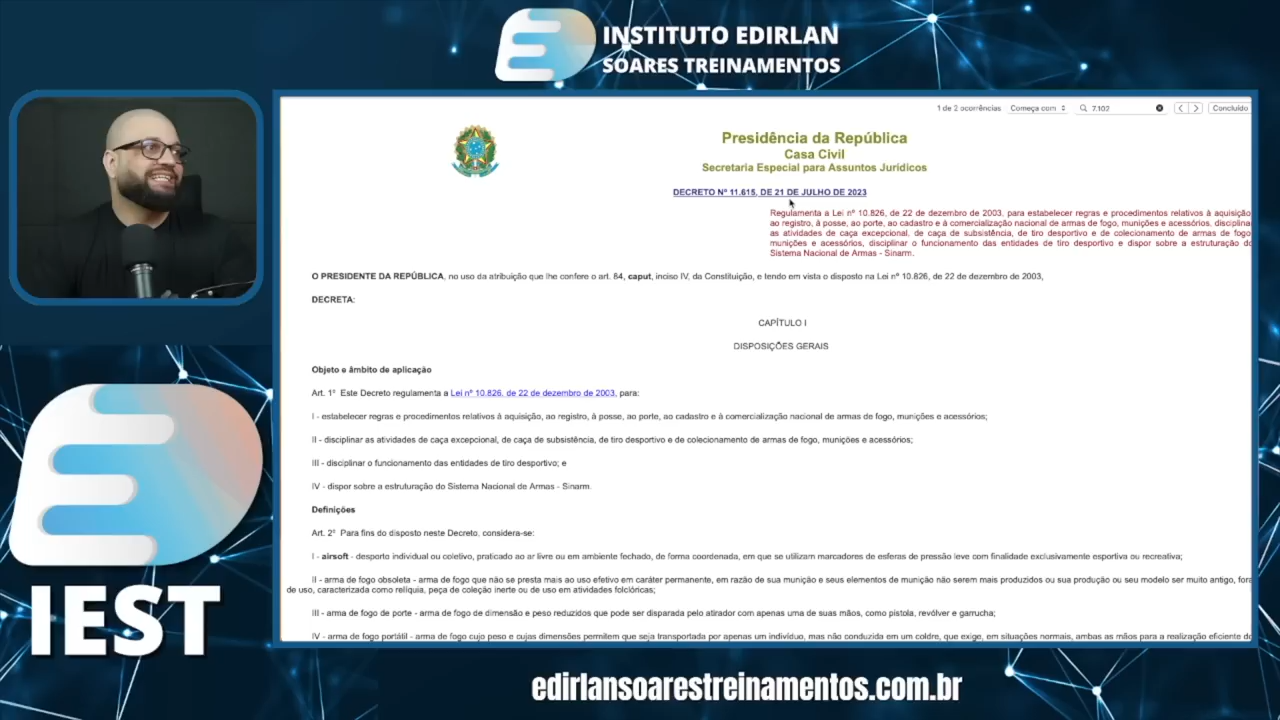 INSTITUTO EDIRLAN
SOARES TREINAMENTOS
1 de 2 ocorrências
Começa com
7.102
Concluído
Presidência da República
Casa Civil
Secretaria Especial para Assuntos Jurídicos
DECRETO Nº 11.615, DE 21 DE JULHO DE 2023
Regulamenta a Lei nº 10.826, de 22 de dezembro de 2003, para estabelecer regras e procedimentos relativos à aquisição
ao registro, à posse, ao porte, ao cadastro e à comercialização nacional de armas de fogo, munições e acessórios, disciplina
as atividades de caça excepcional, de caça de subsistência, de tiro desportivo e de colecionamento de armas de fogo
munições e acessórios, disciplinar o funcionamento das entidades de tiro desportivo e dispor sobre a estruturação do
Sistema Nacional de Armas - Sinarm.
O PRESIDENTE DA REPÚBLICA, no uso da atribuição que lhe confere o art. 84, caput, inciso IV, da Constituição, e tendo em vista o disposto na Lei nº 10.826, de 22 de dezembro de 2003,
DECRETA:
CAPÍTULO I
DISPOSIÇÕES GERAIS
Objeto e âmbito de aplicação
Art. 1º Este Decreto regulamenta a Lei nº 10.826, de 22 de dezembro de 2003, para:
I - estabelecer regras e procedimentos relativos à aquisição, ao registro, à posse, ao porte, ao cadastro e à comercialização nacional de armas de fogo, munições e acessórios;
II - disciplinar as atividades de caça excepcional, de caça de subsistência, de tiro desportivo e de colecionamento de armas de fogo, munições e acessórios;
III - disciplinar o funcionamento das entidades de tiro desportivo; e
IV - dispor sobre a estruturação do Sistema Nacional de Armas - Sinarm.
Definições
Art. 2º Para fins do disposto neste Decreto, considera-se:
I - airsoft - desporto individual ou coletivo, praticado ao ar livre ou em ambiente fechado, de forma coordenada, em que se utilizam marcadores de esferas de pressão leve com finalidade exclusivamente esportiva ou recreativa;
II - arma de fogo obsoleta - arma de fogo que não se presta mais ao uso efetivo em caráter permanente, em razão de sua munição e seus elementos de munição não serem mais produzidos ou sua produção ou seu modelo ser muito antigo, fora
de uso, caracterizada como relíquia, peça de coleção inerte ou de uso em atividades folclóricas;
III - arma de fogo de porte - arma de fogo de dimensão e peso reduzidos que pode ser disparada pelo atirador com apenas uma de suas mãos, como pistola, revólver e garrucha;
IV - arma de fogo portátil - arma de fogo cujo peso e cujas dimensões permitem que seja transportada por apenas um indivíduo, mas não conduzida em um coldre, que exige, em situações normais, ambas as mãos para a realização eficiente do
IEST
edirlansoarestreinamentos.com.br